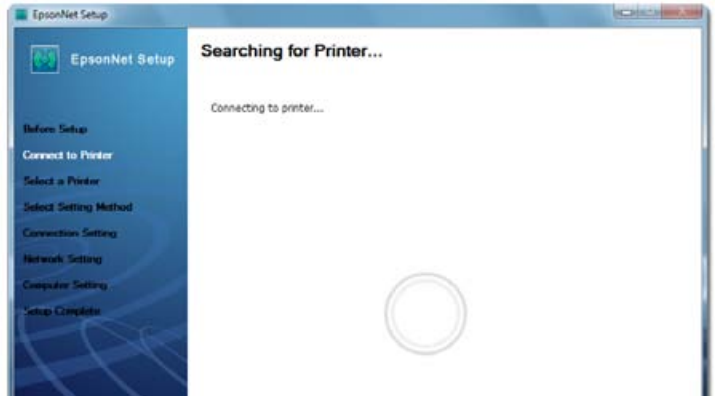 EpsonNet Setup
EpsonNet Setup
Searching for Printer...
Connecting to printer...
Before Setup
Connect to Printer
Select a Printer
Select Setting Method
Connection Setting
Network Setting
Computer Setting
Setup Complete